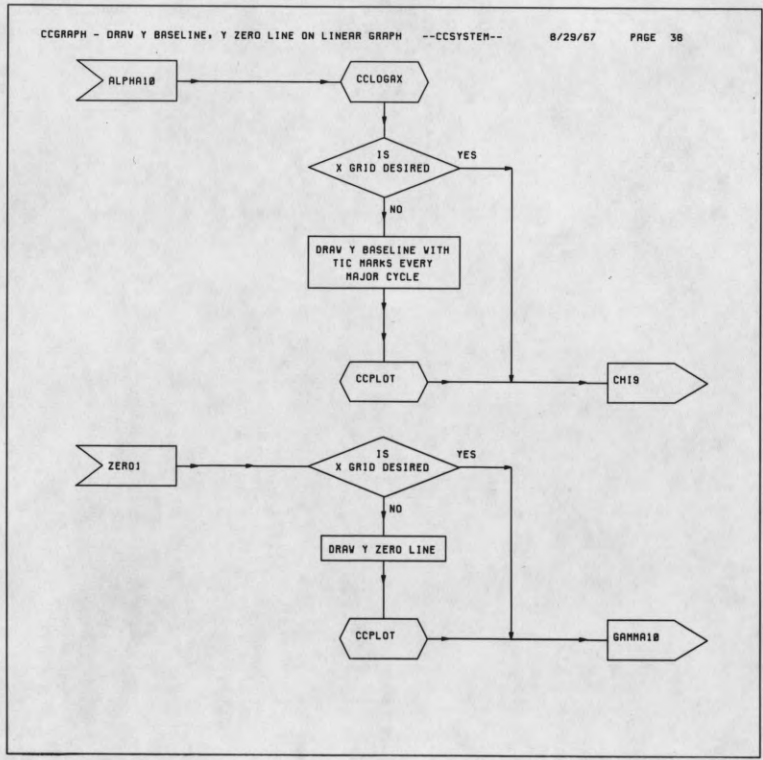 CCGRAPH - DRAW Y BASELINE, Y ZERO LINE ON LINEAR GRAPH --CCSYSTEM-- 8/29/67 PAGE 38
ALPHA10
CCLOGAX
IS
X GRID DESIRED
YES
NO
DRAW Y BASELINE WITH
TIC MARKS EVERY
MAJOR CYCLE
CCPLOT
CHI9
ZERO1
IS
X GRID DESIRED
YES
NO
DRAW Y ZERO LINE
CCPLOT
GAMMA10